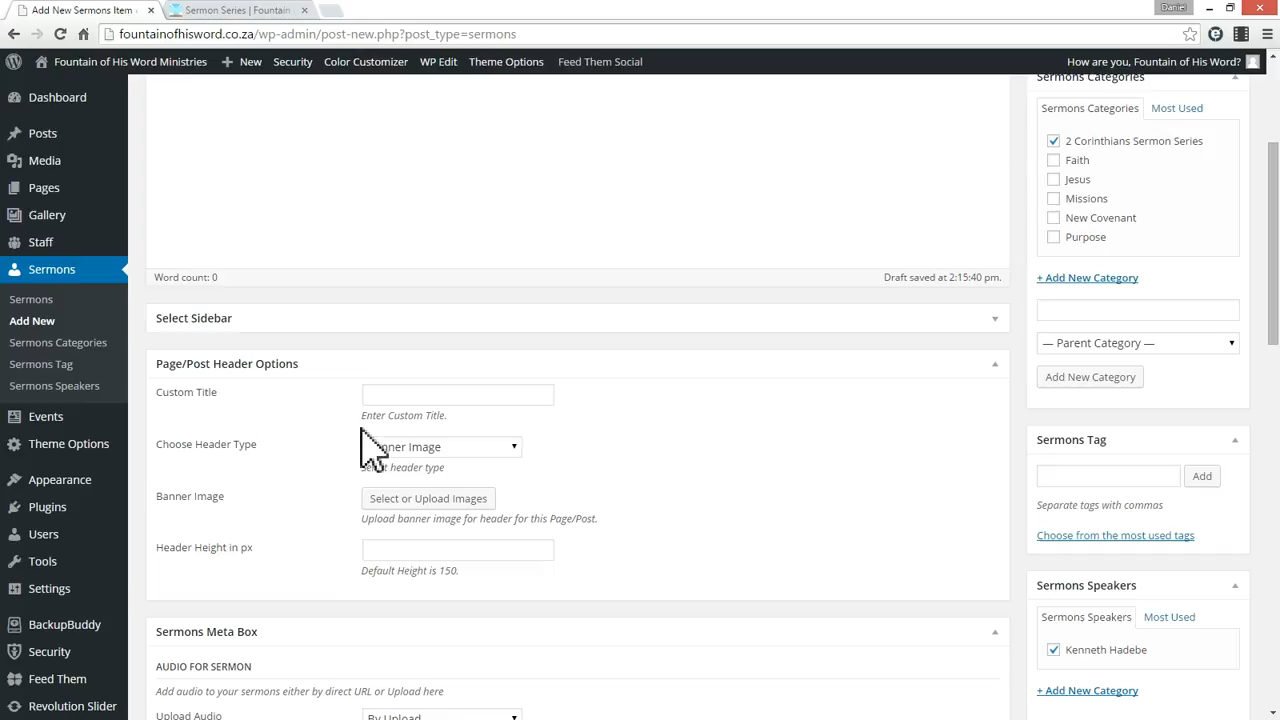 Add New Sermons Item
Sermon Series | Fountain
Daniel
fountainofhisword.co.za/wp-admin/post-new.php?post_type=sermons
Fountain of His Word Ministries
New
Security
Color Customizer
WP Edit
Theme Options
Feed Them Social
How are you, Fountain of His Word?
Dashboard
Posts
Media
Pages
Gallery
Staff
Sermons
Sermons
Add New
Sermons Categories
Sermons Tag
Sermons Speakers
Events
Theme Options
Appearance
Plugins
Users
Tools
Settings
BackupBuddy
Security
Feed Them
Revolution Slider
Word count: 0
Draft saved at 2:15:40 pm.
Select Sidebar
Page/Post Header Options
Custom Title
Enter Custom Title.
Choose Header Type
Image
header type
Banner Image
Select or Upload Images
Upload banner image for header for this Page/Post.
Header Height in px
Default Height is 150.
Sermons Meta Box
AUDIO FOR SERMON
Add audio to your sermons either by direct URL or Upload here
Upload Audio
By Upload
Sermons Categories
Sermons Categories
Most Used
2 Corinthians Sermon Series
Faith
Jesus
Missions
New Covenant
Purpose
+ Add New Category
— Parent Category —
Add New Category
Sermons Tag
Add
Separate tags with commas
Choose from the most used tags
Sermons Speakers
Sermons Speakers
Most Used
Kenneth Hadebe
+ Add New Category